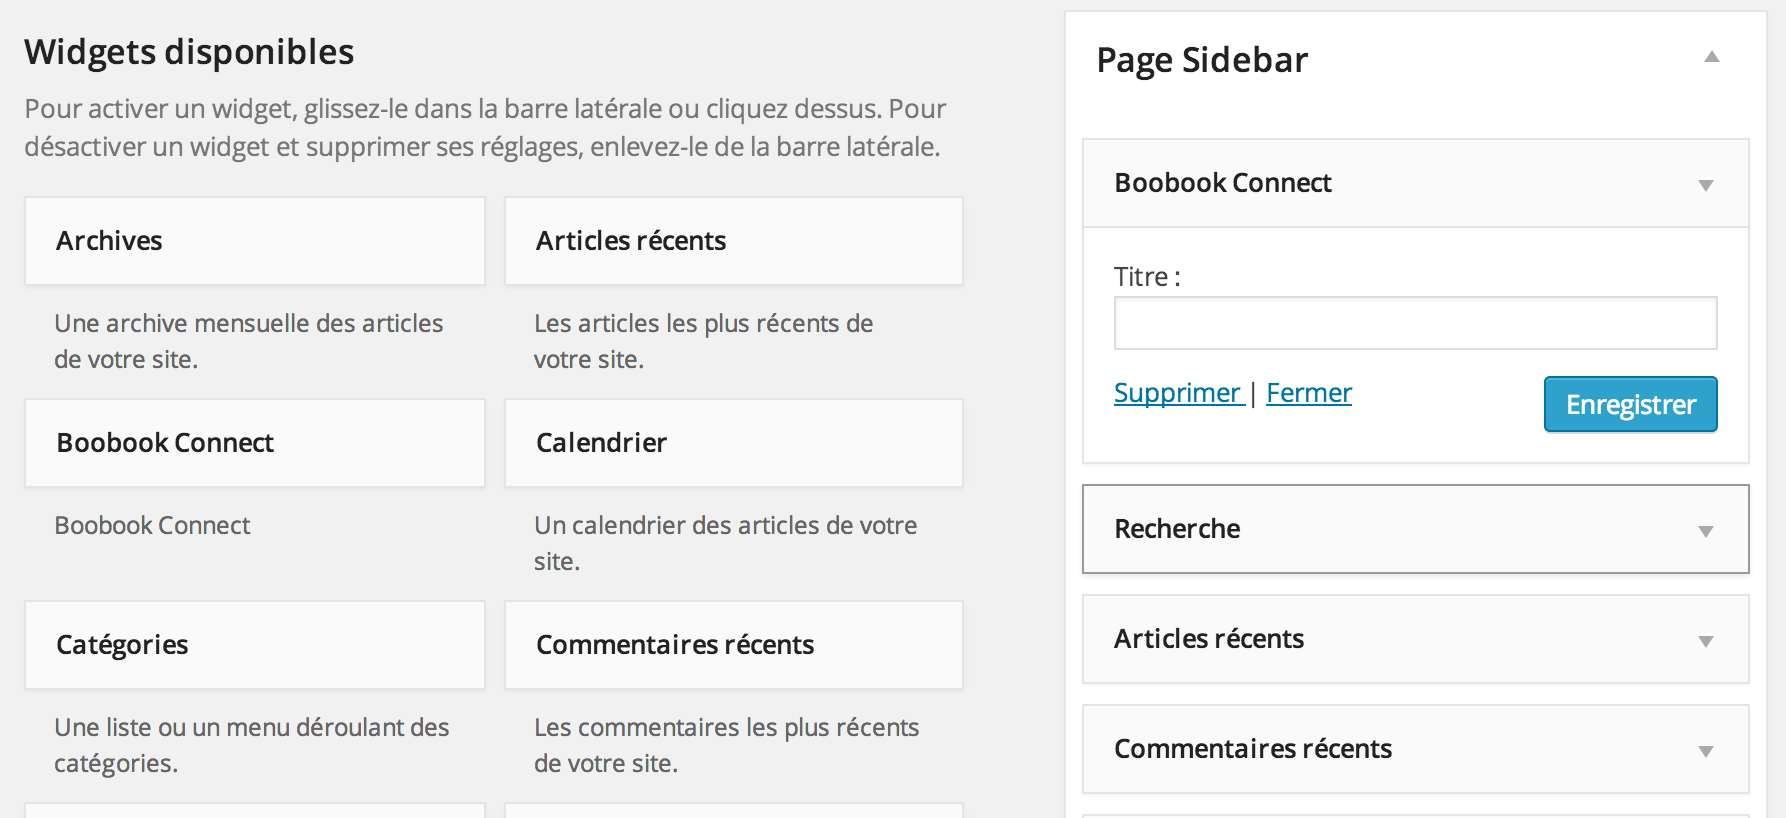 Widgets disponibles
Pour activer un widget, glissez-le dans la barre latérale ou cliquez dessus. Pour
désactiver un widget et supprimer ses réglages, enlevez-le de la barre latérale.
Archives
Une archive mensuelle des articles
de votre site.
Articles récents
Les articles les plus récents de
votre site.
Boobook Connect
Boobook Connect
Calendrier
Un calendrier des articles de votre
site.
Catégories
Une liste ou un menu déroulant des
catégories.
Commentaires récents
Les commentaires les plus récents
de votre site.
Page Sidebar
Boobook Connect
Titre :
Supprimer | Fermer
Enregistrer
Recherche
Articles récents
Commentaires récents